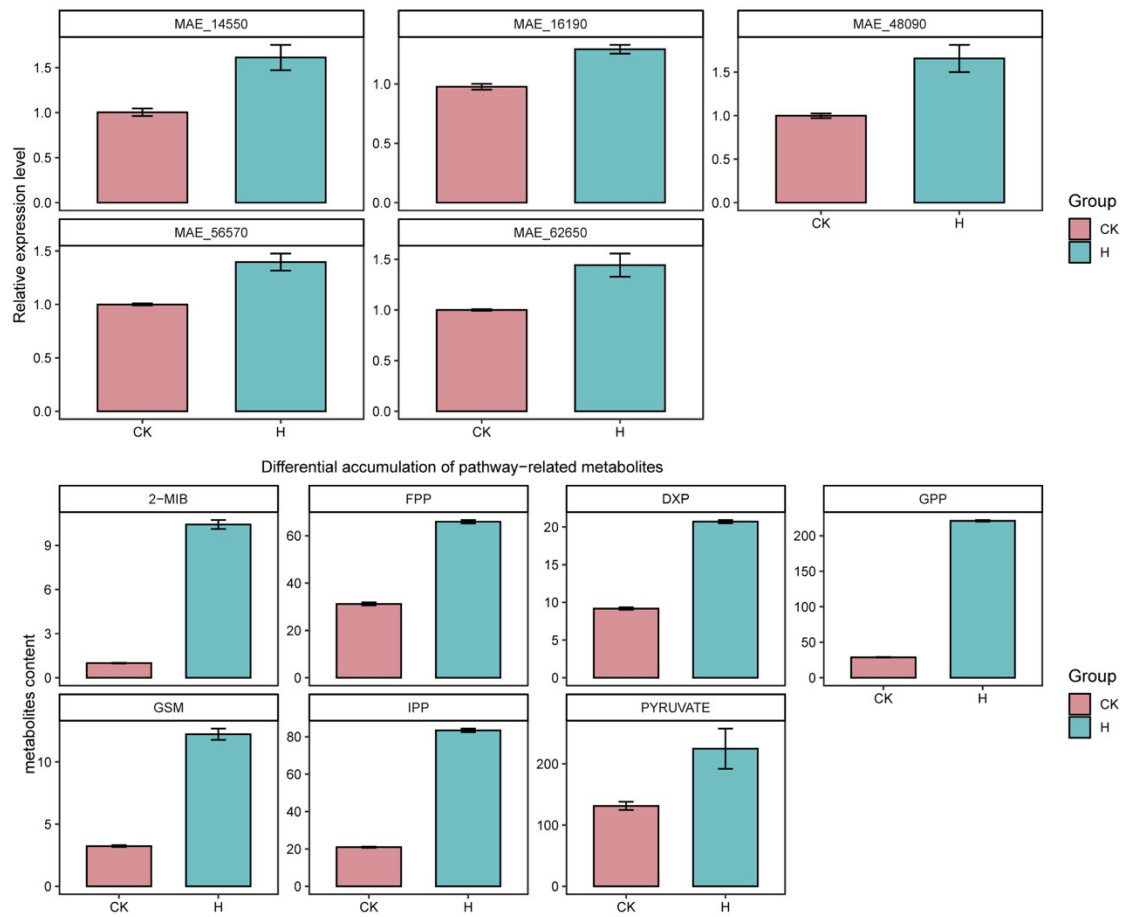 MAE_14550
MAE_16190
MAE_48090
1.5
1.0
0.5
0.0
1.0
0.5
0.0
1.5
1.0
0.5
0.0
CK
H
MAE_56570
MAE_62650
1.5
1.0
0.5
0.0
1.5
1.0
0.5
0.0
CK
H
CK
H
Relative expression level
Group
CK
H
Differential accumulation of pathway-related metabolites
2-MIB
FPP
DXP
GPP
9
6
3
0
60
40
20
0
20
15
10
5
0
200
150
100
50
0
CK
H
GSM
IPP
PYRUVATE
10
5
0
80
60
40
20
0
200
100
0
CK
H
CK
H
CK
H
metabolites content
Group
CK
H